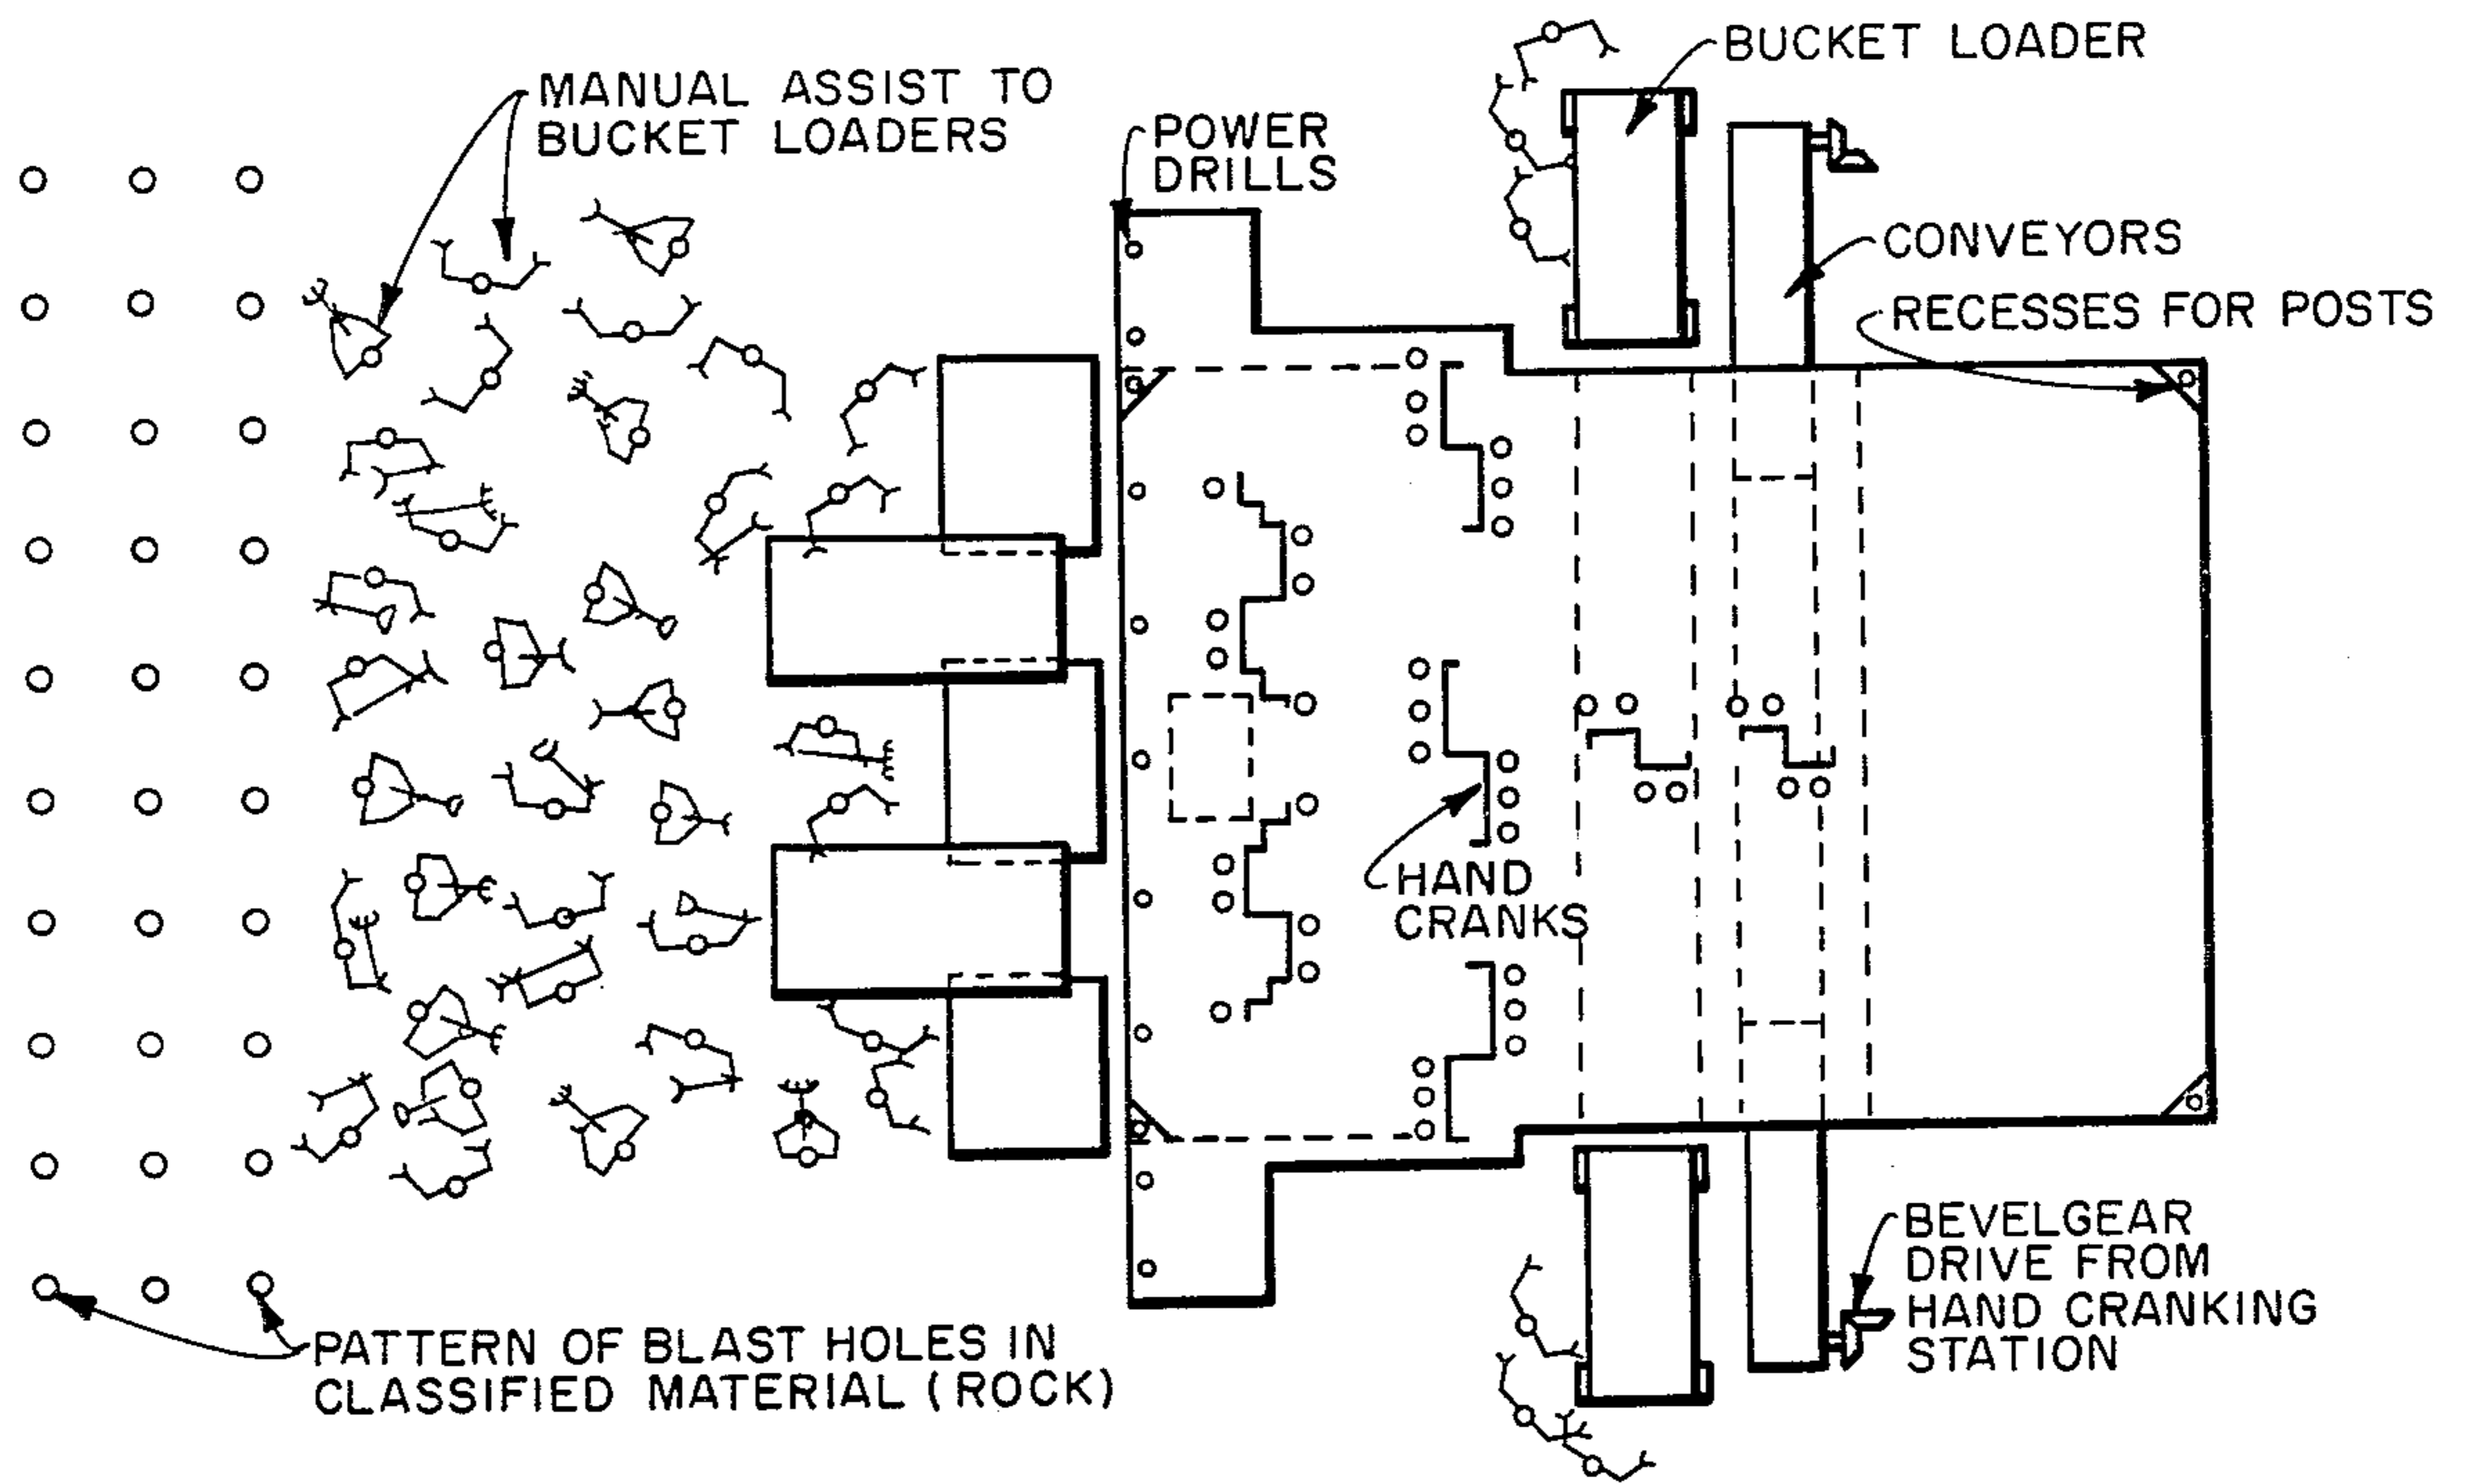 MANUAL ASSIST TO
BUCKET LOADERS
POWER
DRILLS
BUCKET LOADER
CONVEYORS
RECESSES FOR POSTS
HAND
CRANKS
BEVELGEAR
DRIVE FROM
HAND CRANKING
STATION
PATTERN OF BLAST HOLES IN
CLASSIFIED MATERIAL (ROCK)